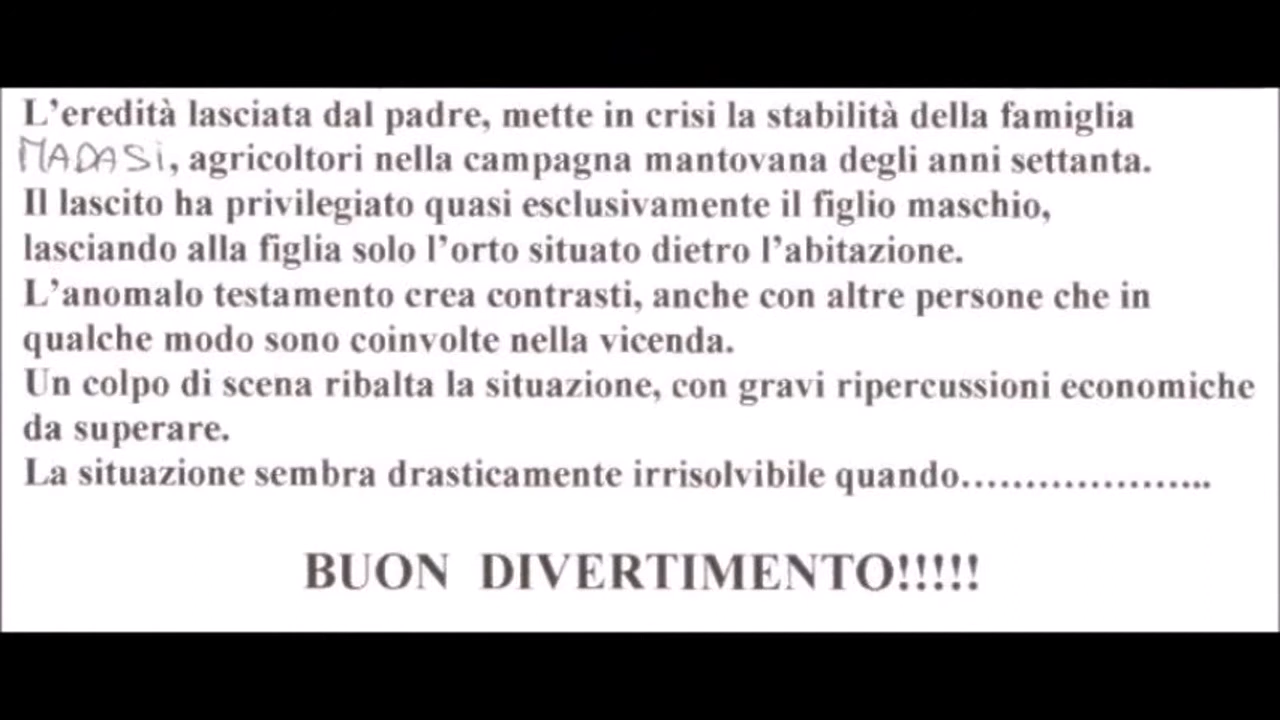 L'eredità lasciata dal padre, mette in crisi la stabilità della famiglia
MADASI, agricoltori nella campagna mantovana degli anni settanta.
Il lascito ha privilegiato quasi esclusivamente il figlio maschio,
lasciando alla figlia solo l'orto situato dietro l'abitazione.
L'anomalo testamento crea contrasti, anche con altre persone che in
qualche modo sono coinvolte nella vicenda.
Un colpo di scena ribalta la situazione, con gravi ripercussioni economiche
da superare.
La situazione sembra drasticamente irrisolvibile quando.....................
BUON DIVERTIMENTO!!!!!